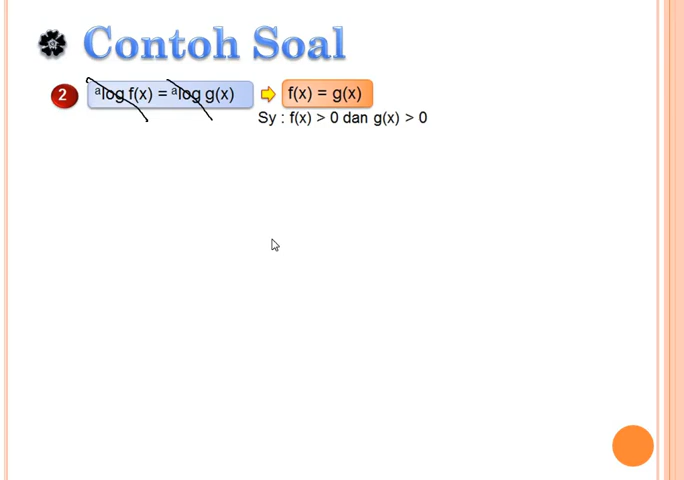 Contoh Soal
2 ᵃlog f(x) = ᵃlog g(x) f(x) = g(x)
Sy : f(x) > 0 dan g(x) > 0